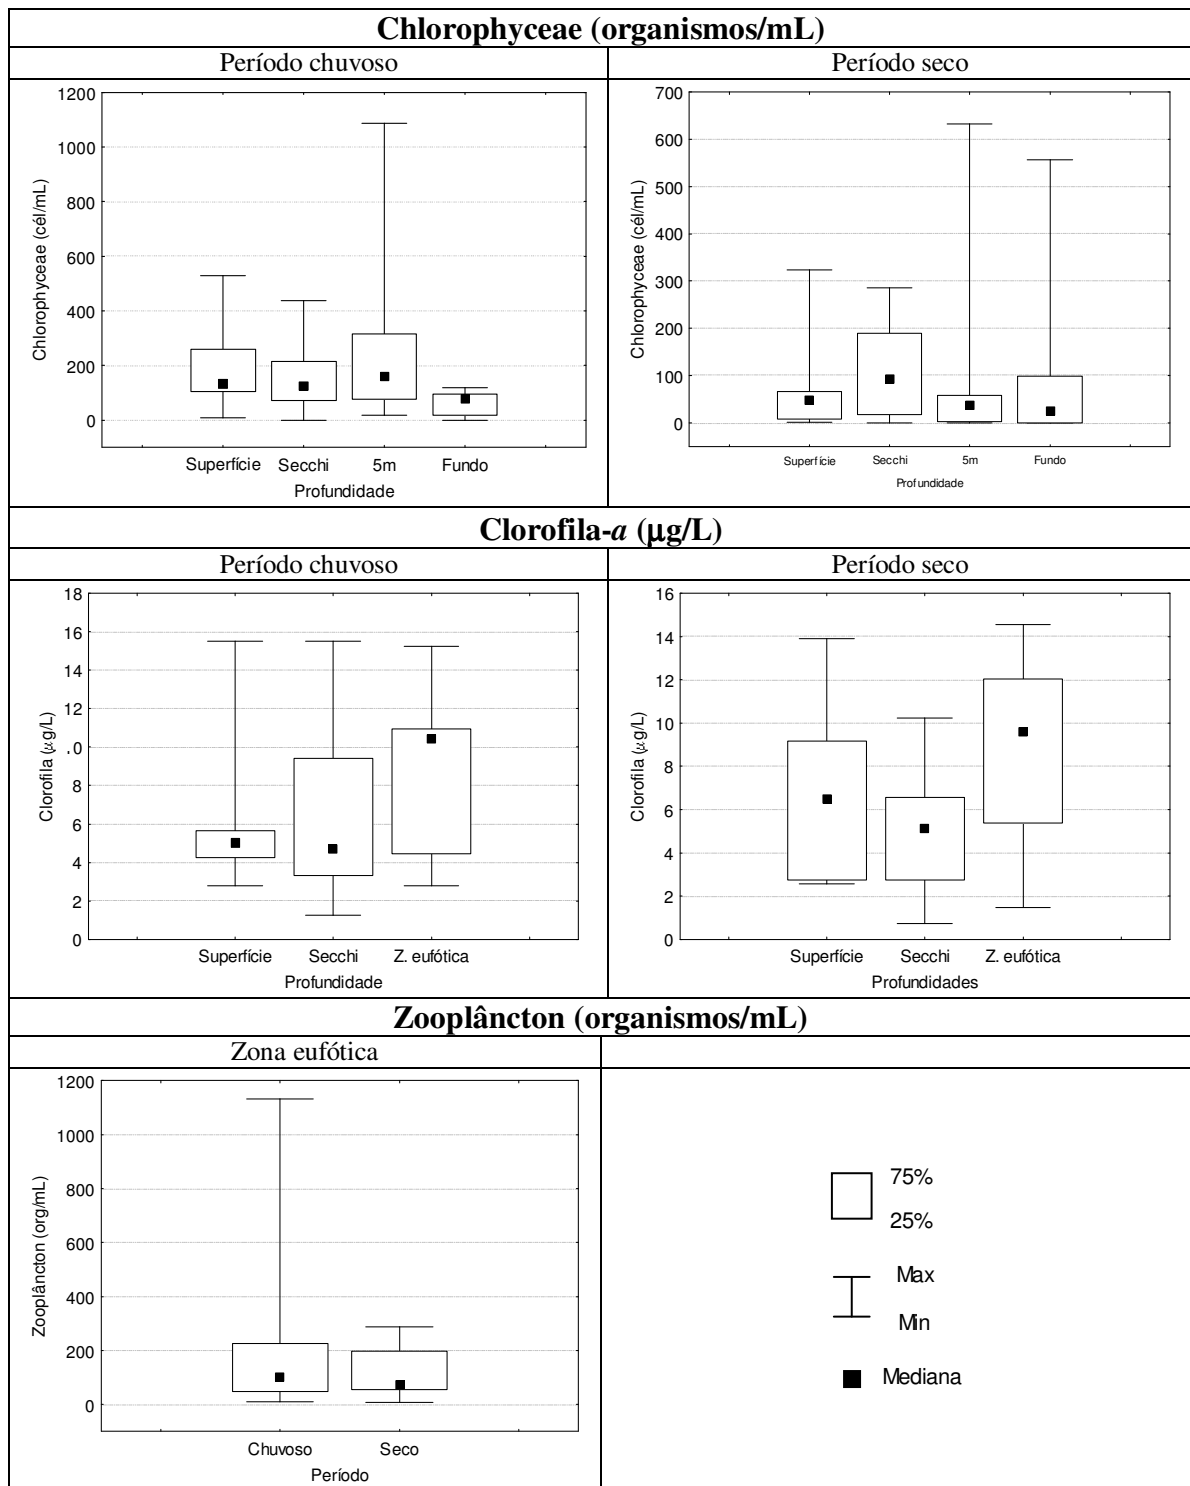 Chlorophyceae (organismos/mL)
Período chuvoso
Período seco
Chlorophyceae (cél/mL)
1200
1000
800
600
400
200
0
Superfície Secchi 5m Fundo
Profundidade
Chlorophyceae (cél/mL)
700
600
500
400
300
200
100
0
Superfície Secchi 5m Fundo
Profundidade
Clorofila-a (μg/L)
Período chuvoso
Período seco
Clorofila (μg/L)
18
16
14
12
.0
8
6
4
2
0
Superfície Secchi Z. eufótica
Profundidade
Clorofila (μg/L)
16
14
12
10
8
6
4
2
0
Superfície Secchi Z. eufótica
Profundidades
Zooplâncton (organismos/mL)
Zona eufótica
Zooplâncton (org/mL)
1200
1000
800
600
400
200
0
Chuvoso Seco
Período
75%
25%
Max
Min
Mediana